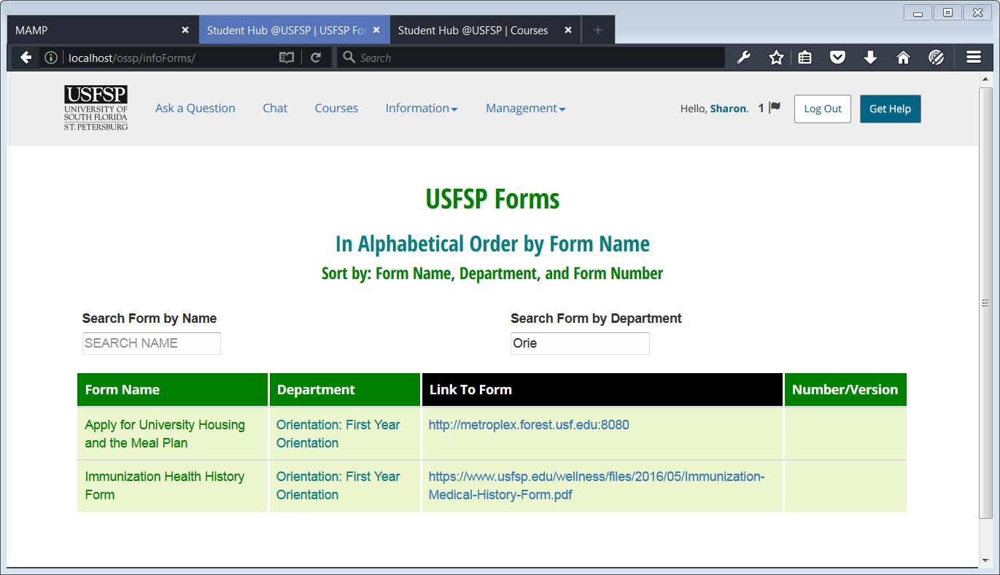 MAMP
Student Hub @USFSP | USFSP Fo
Student Hub @USFSP | Courses
localhost/ossp/infoForms/
Search
USFSP
UNIVERSITY OF
SOUTH FLORIDA
ST. PETERSBURG
Ask a Question
Chat
Courses
Information
Management
Hello, Sharon.
1
Log Out
Get Help
USFSP Forms
In Alphabetical Order by Form Name
Sort by: Form Name, Department, and Form Number
Search Form by Name
Search Form by Department
SEARCH NAME
Orie
Form Name
Department
Link To Form
Number/Version
Apply for University Housing
and the Meal Plan
Orientation: First Year
Orientation
http://metroplex.forest.usf.edu:8080
Immunization Health History
Form
Orientation: First Year
Orientation
https://www.usfsp.edu/wellness/files/2016/05/Immunization-
Medical-History-Form.pdf